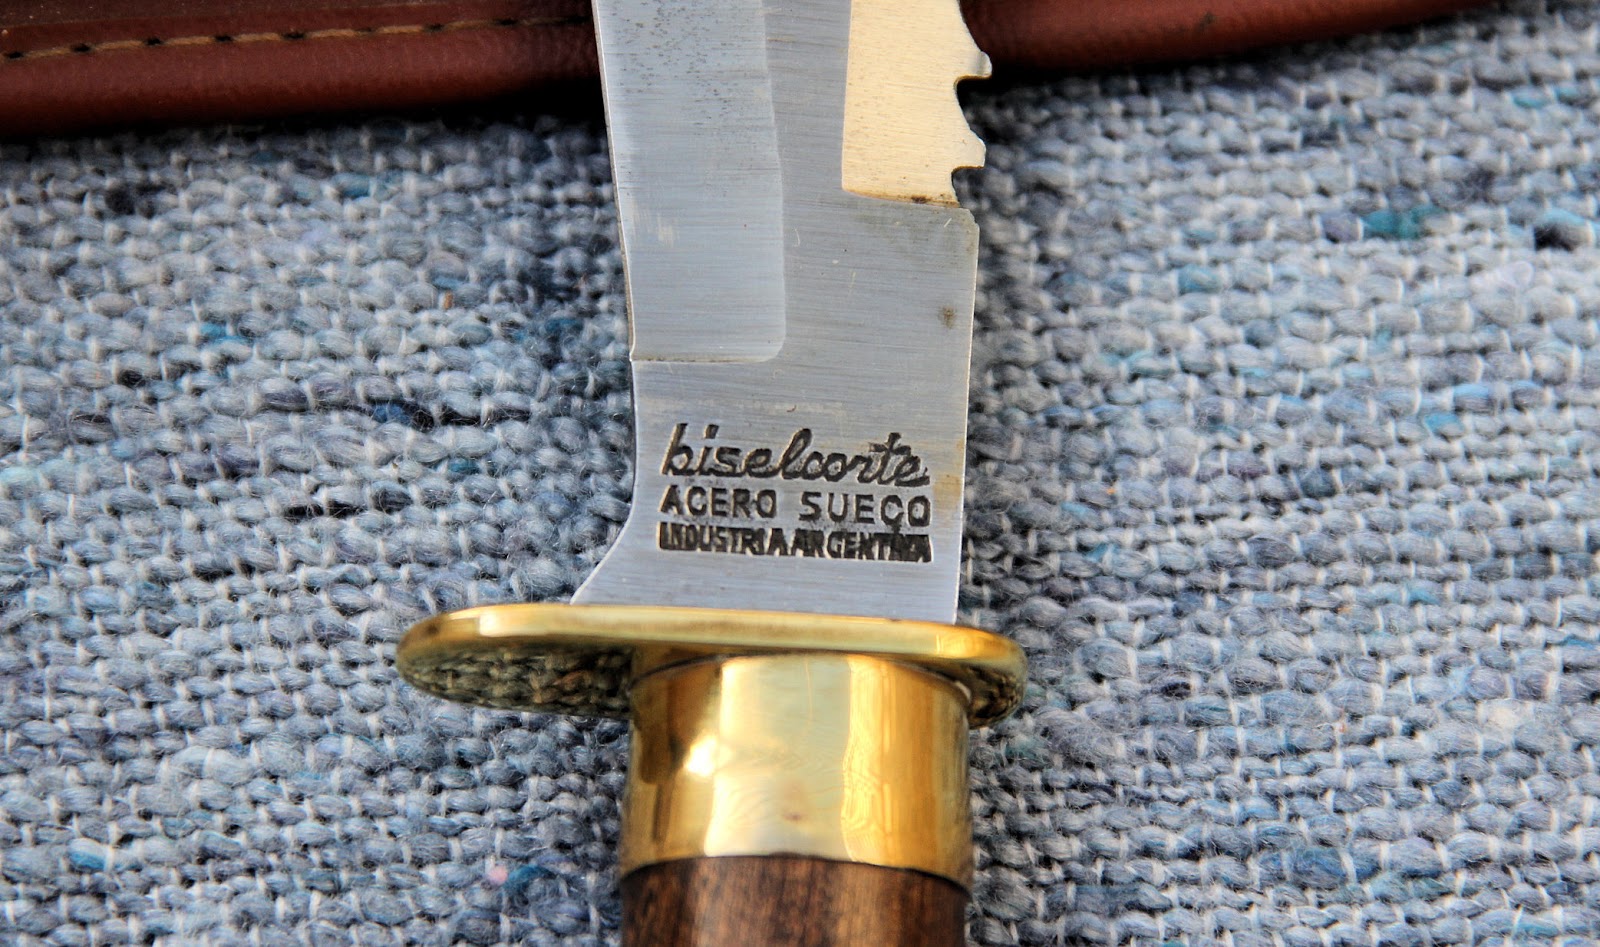 biselcorte
ACERO SUECO
INDUSTRIA ARGENTINA